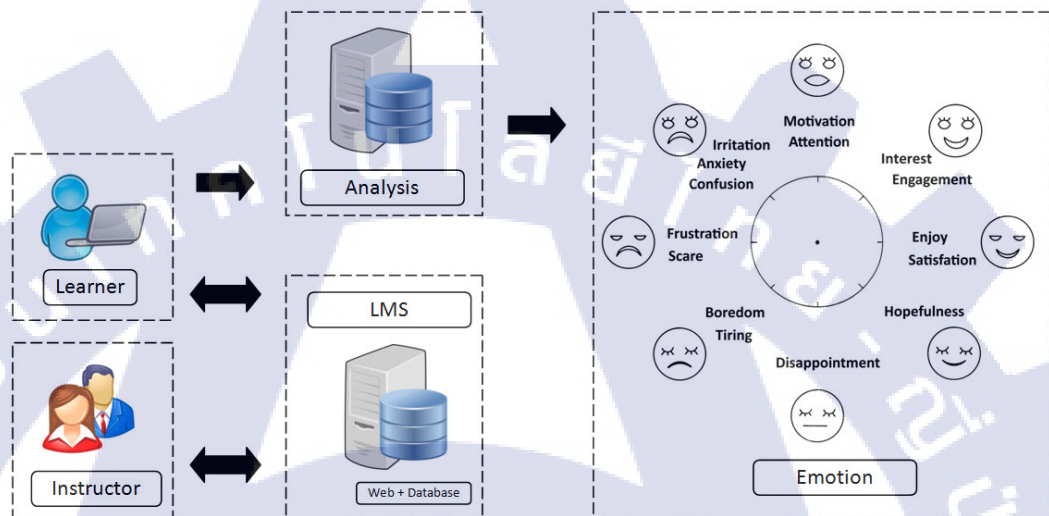 Learner
Instructor
Analysis
LMS
Web + Database
Motivation
Attention
Interest
Engagement
Enjoy
Satisfation
Hopefulness
Disappointment
Boredom
Tiring
Frustration
Scare
Irritation
Anxiety
Confusion
Emotion